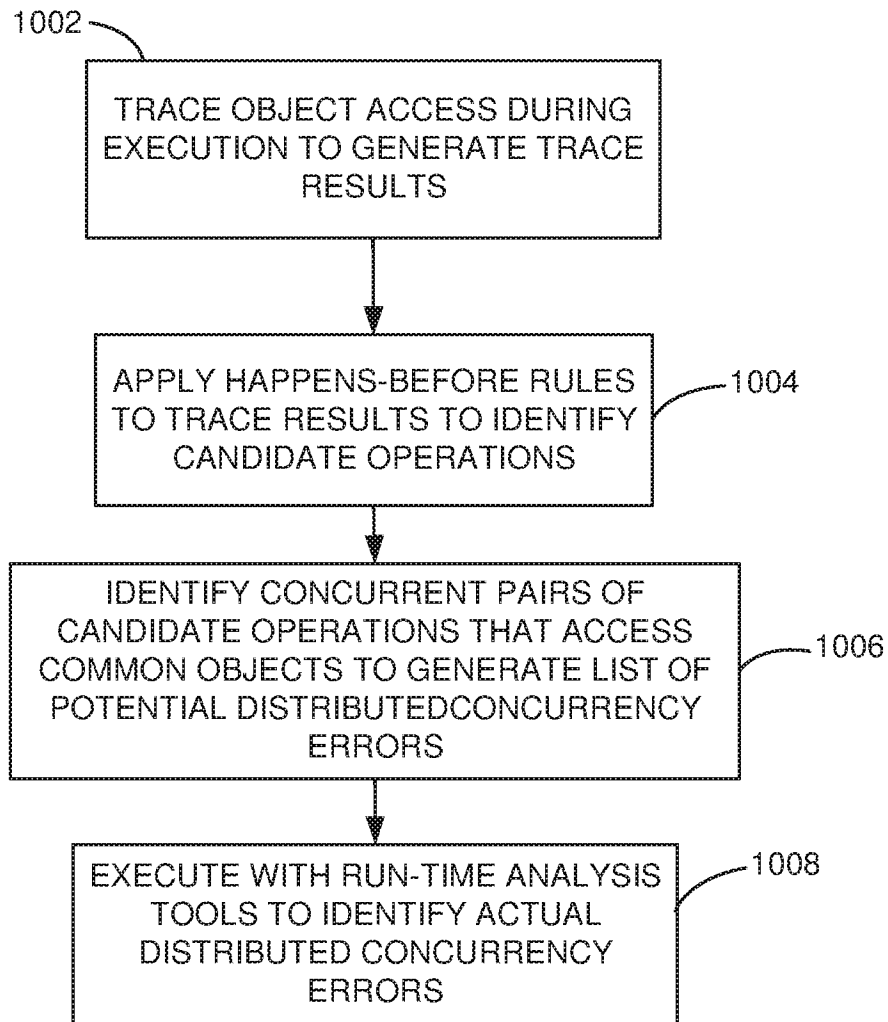 1002
TRACE OBJECT ACCESS DURING
EXECUTION TO GENERATE TRACE
RESULTS
APPLY HAPPENS-BEFORE RULES
TO TRACE RESULTS TO IDENTIFY
CANDIDATE OPERATIONS
1004
IDENTIFY CONCURRENT PAIRS OF
CANDIDATE OPERATIONS THAT ACCESS
COMMON OBJECTS TO GENERATE LIST OF
POTENTIAL DISTRIBUTEDCONCURRENCY
ERRORS
1006
EXECUTE WITH RUN-TIME ANALYSIS
TOOLS TO IDENTIFY ACTUAL
DISTRIBUTED CONCURRENCY
ERRORS
1008